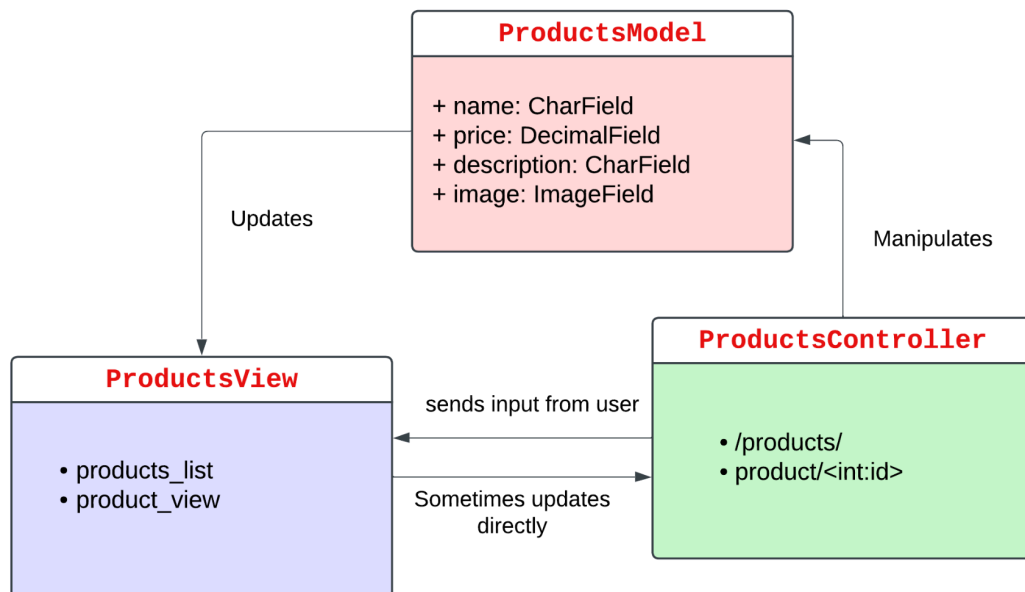 ProductsModel
+ name: CharField
+ price: DecimalField
+ description: CharField
+ image: ImageField
Updates
Manipulates
ProductsController
ProductsView
sends input from user
• /products/
• product/<int:id>
• products_list
• product_view
Sometimes updates
directly